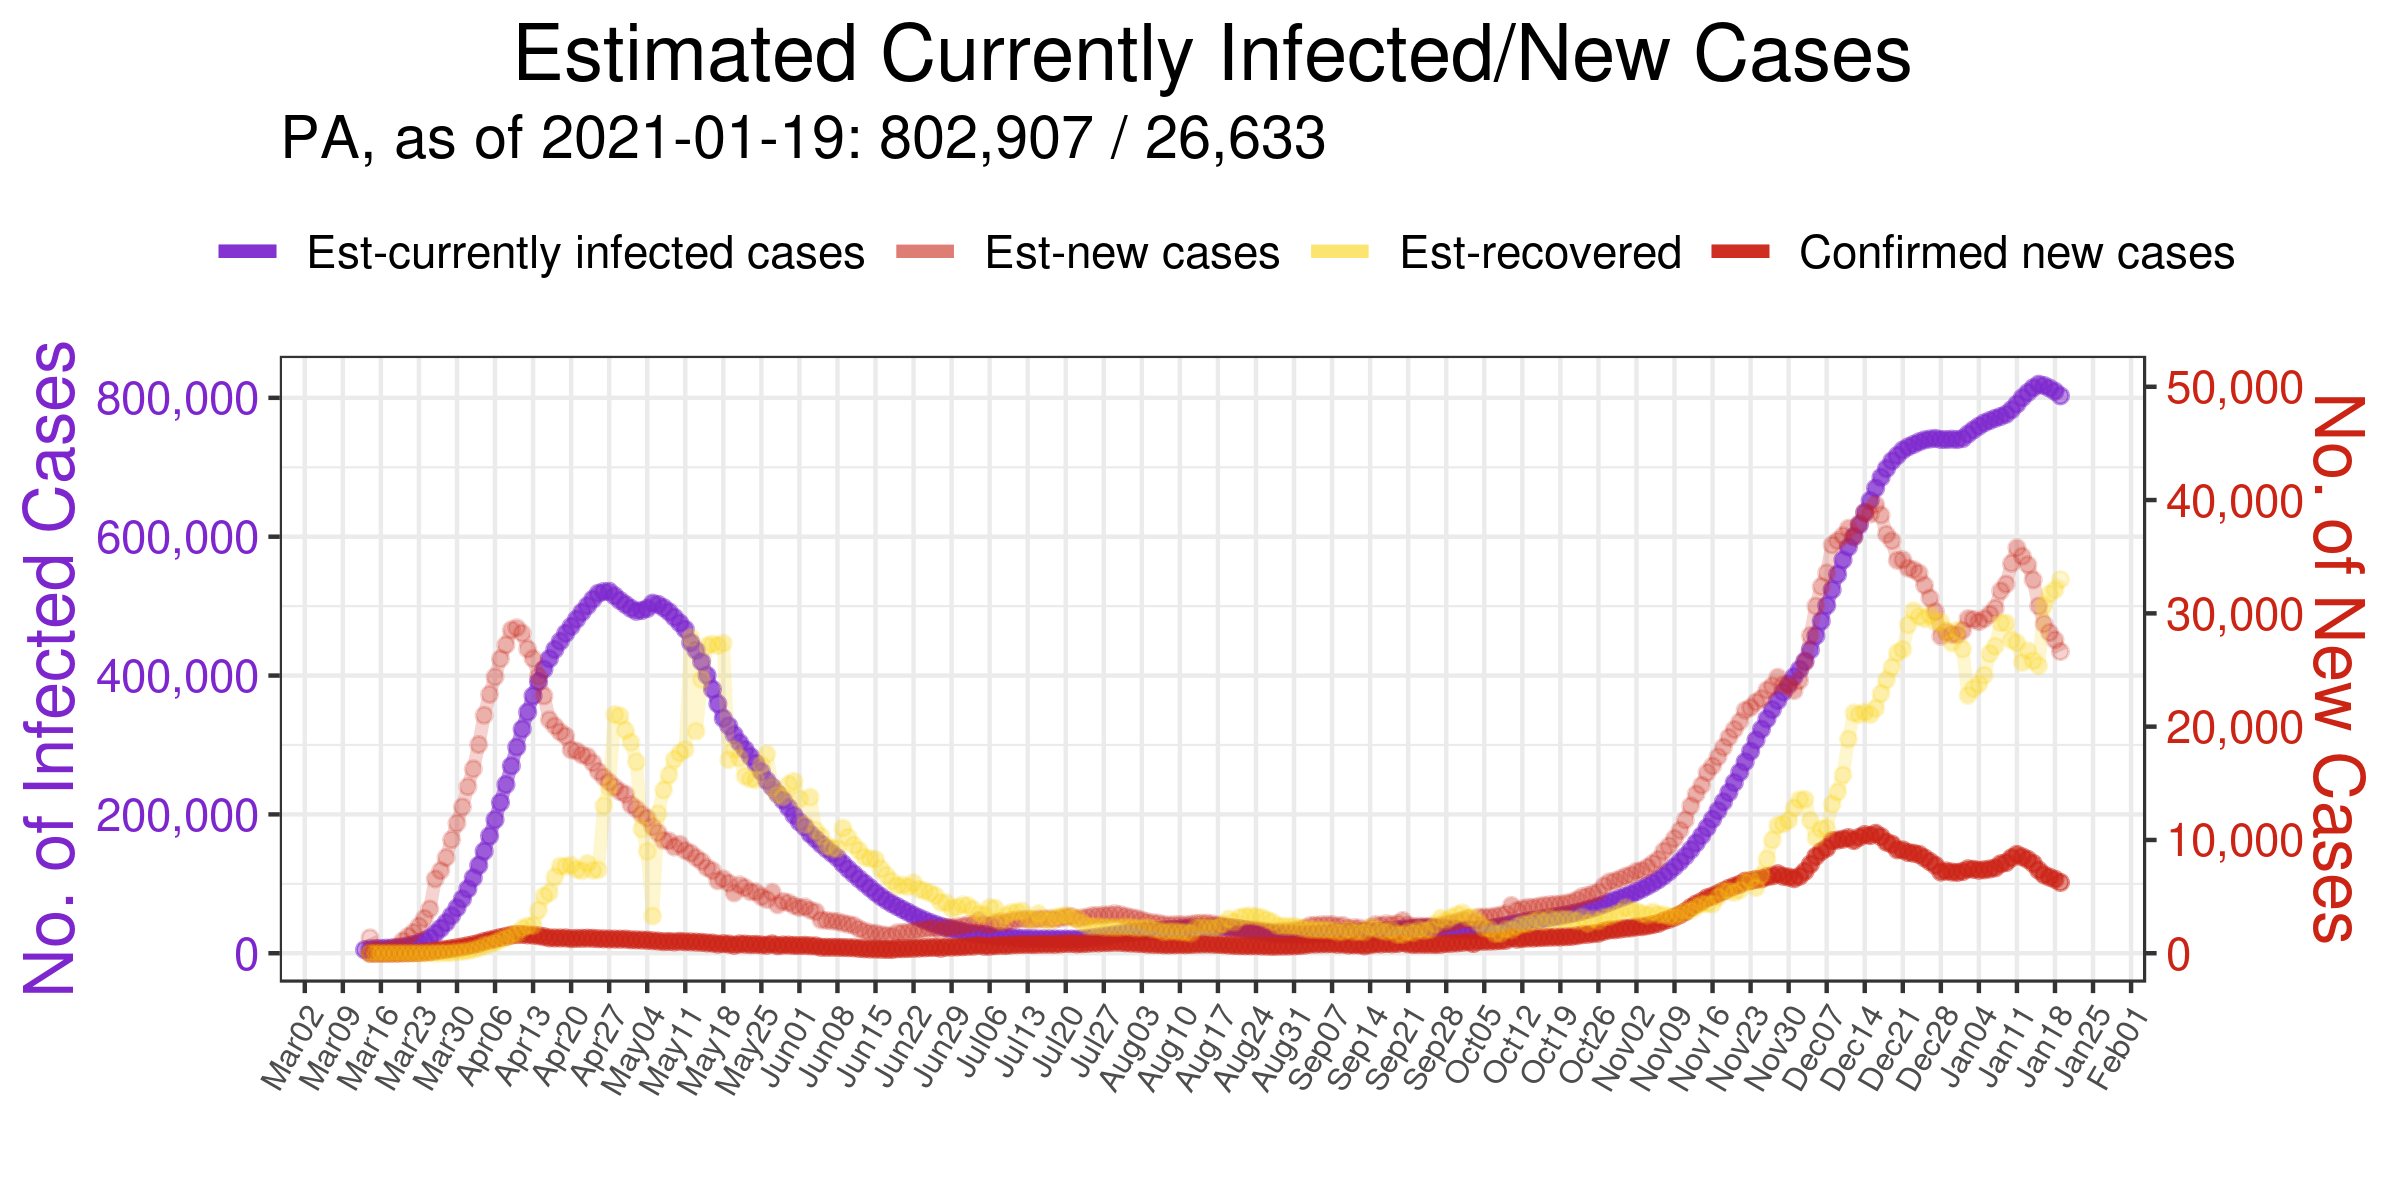 Estimated Currently Infected/New Cases
PA, as of 2021-01-19: 802,907 / 26,633
Est-currently infected cases Est-new cases Est-recovered Confirmed new cases
No. of Infected Cases
800,000
600,000
400,000
200,000
0
50,000
40,000
30,000
20,000
10,000
0
No. of New Cases
Mar02 Mar09 Mar16 Mar23 Mar30 Apr06 Apr13 Apr20 Apr27 May04 May11 May18 May25 Jun01 Jun08 Jun15 Jun22 Jun29 Jul06 Jul13 Jul20 Jul27 Aug03 Aug10 Aug17 Aug24 Aug31 Sep07 Sep14 Sep21 Sep28 Oct05 Oct12 Oct19 Oct26 Nov02 Nov09 Nov16 Nov23 Nov30 Dec07 Dec14 Dec21 Dec28 Jan04 Jan11 Jan18 Jan25 Feb01